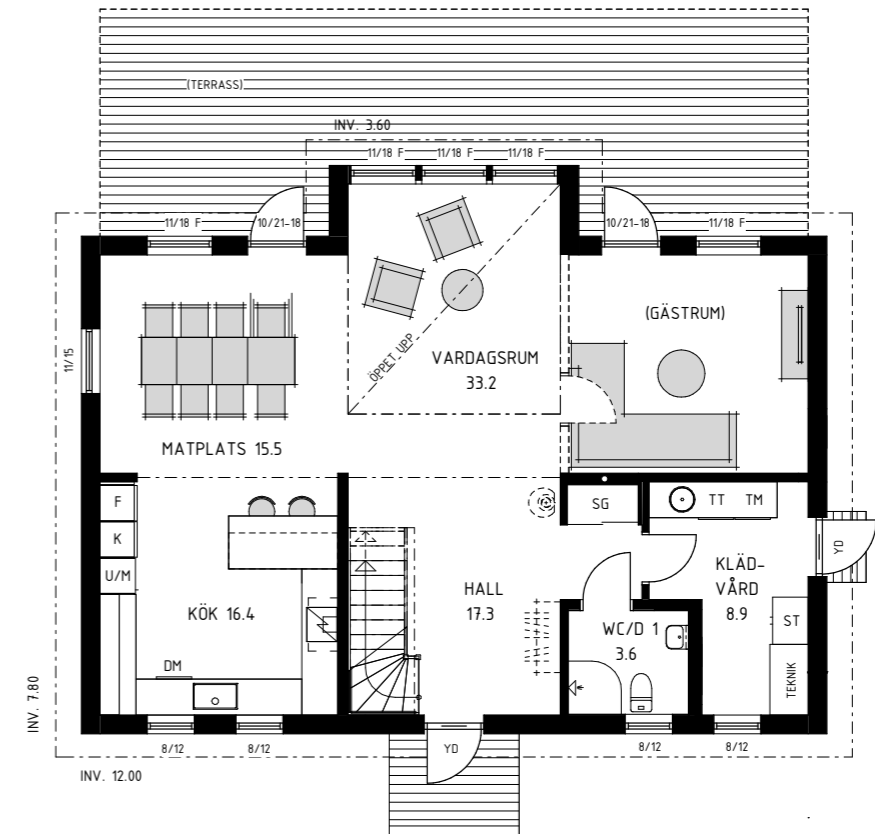 (TERRASS)
INV. 3.60
11/18 F
11/18 F
11/18 F
11/18 F
10/21-18
10/21-18
11/18 F
11/15
(GÄSTRUM)
ÖPPET UPP
VARDAGSRUM
33.2
MATPLATS 15.5
F
K
U/M
SG
TT
TM
YD
KLÄD-
VÅRD
8.9
HALL
17.3
KÖK 16.4
WC/D 1
3.6
ST
TEKNIK
DM
INV. 7.80
8/12
8/12
YD
8/12
8/12
INV. 12.00